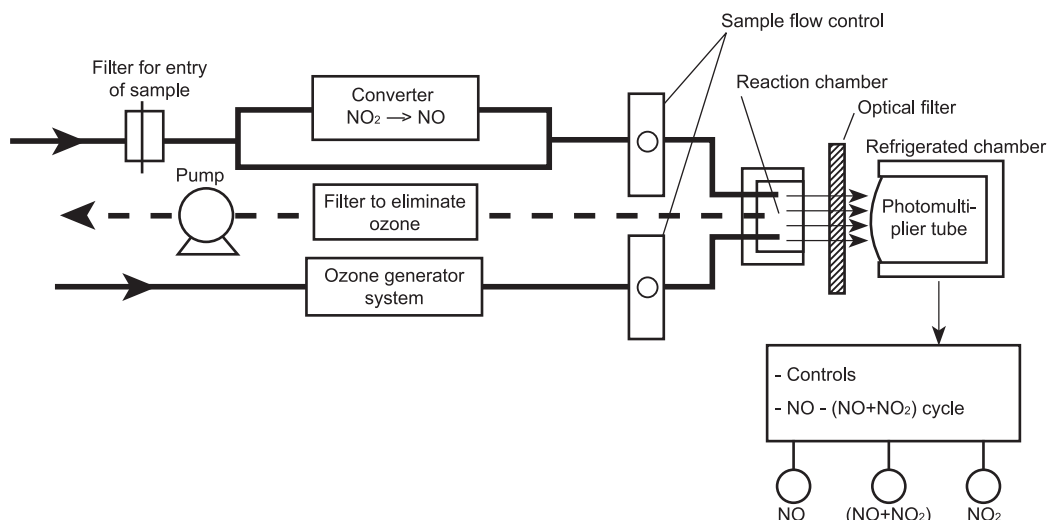 Sample flow control
Filter for entry
of sample
Converter
NO₂ → NO
Reaction chamber
Optical filter
Refrigerated chamber
Pump
Filter to eliminate
ozone
Photomulti-
plier tube
Ozone generator
system
- Controls
- NO - (NO+NO₂) cycle
NO
(NO+NO₂)
NO₂